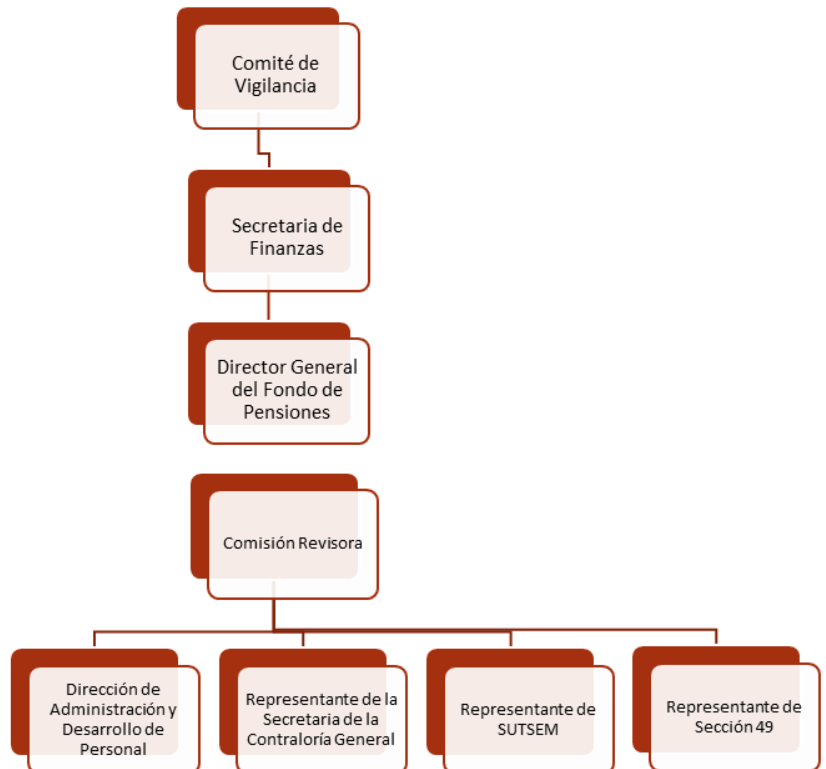 Comité de
Vigilancia
Secretaria de
Finanzas
Director General
del Fondo de
Pensiones
Comisión Revisora
Dirección de
Administración y
Desarrollo de
Personal
Representante de la
Secretaria de la
Contraloría General
Representante de
SUTSEM
Representante de
Sección 49